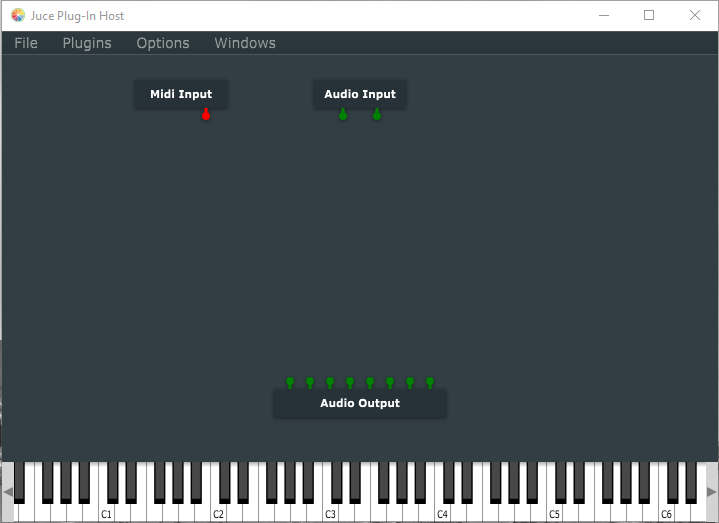 Juce Plug-In Host
File Plugins Options Windows
Midi Input Audio Input
Audio Output
C1 C2 C3 C4 C5 C6